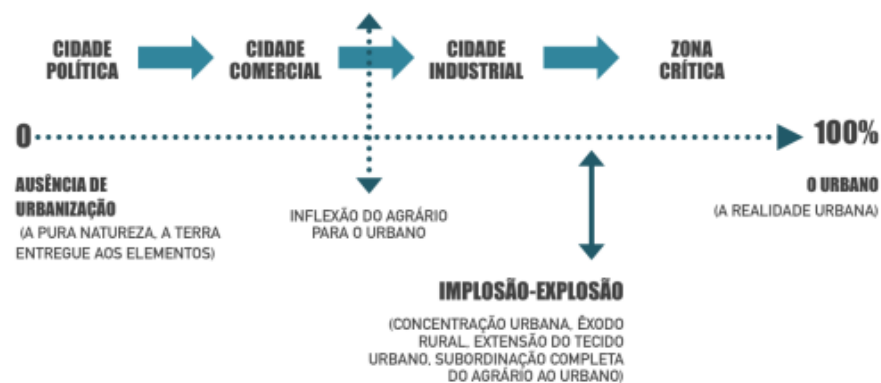 CIDADE
POLÍTICA
CIDADE
COMERCIAL
CIDADE
INDUSTRIAL
ZONA
CRÍTICA
0
100%
AUSÊNCIA DE
URBANIZAÇÃO
(A PURA NATUREZA, A TERRA
ENTREGUE AOS ELEMENTOS)
INFLEXÃO DO AGRÁRIO
PARA O URBANO
O URBANO
(A REALIDADE URBANA)
IMPLOSÃO-EXPLOSÃO
(CONCENTRAÇÃO URBANA, ÊXODO
RURAL, EXTENSÃO DO TECIDO
URBANO, SUBORDINAÇÃO COMPLETA
DO AGRÁRIO AO URBANO)